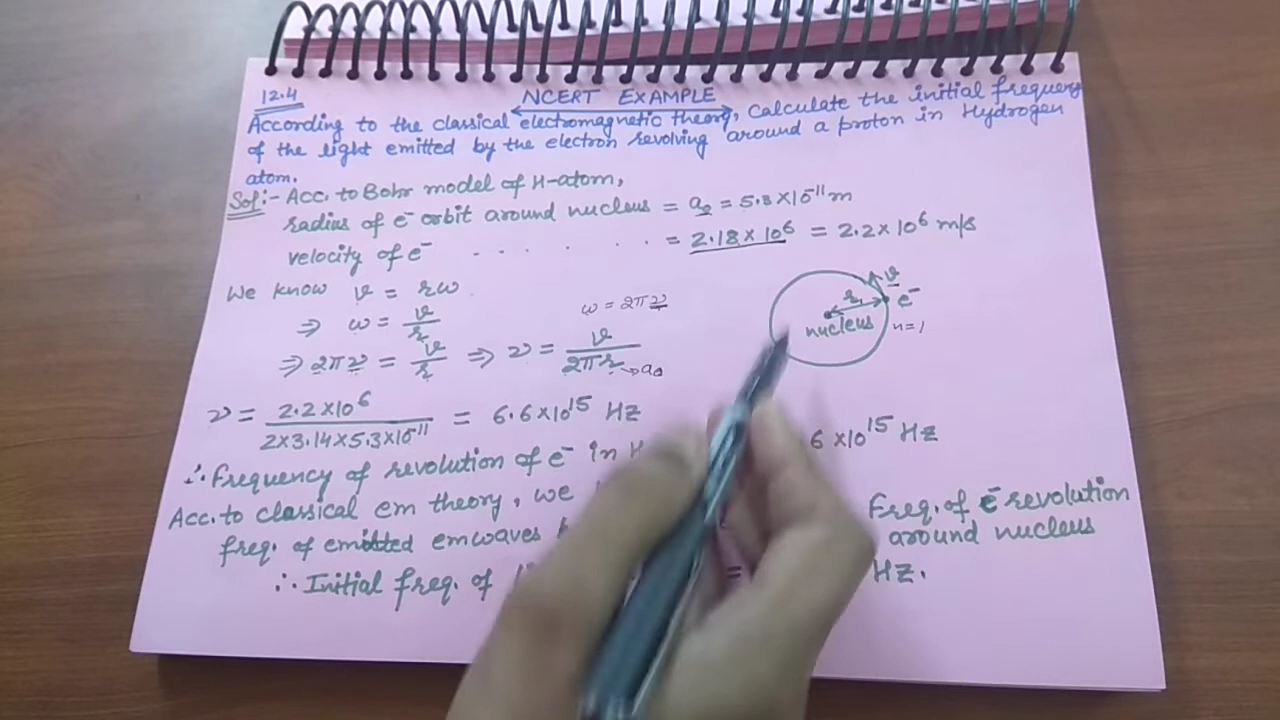 12.4
NCERT EXAMPLE
According to the classical electromagnetic theory, Calculate the initial frequency
of the light emitted by the electron revolving around a proton in Hydrogen
atom.
Sol:- Acc. to Bohr model of H-atom,
radius of e⁻ orbit around nucleus = a₀ = 5.3 × 10⁻¹¹ m
velocity of e⁻ . . . . . . . = 2.18 × 10⁶ = 2.2 × 10⁶ m/s
We know v = rω
⇒ ω = v/r
ω = 2πν
⇒ 2πν = v/r ⇒ ν = v/2πr → a₀
v
r₁
e⁻
nucleus
n=1
ν = 2.2×10⁶ / 2×3.14×5.3×10⁻¹¹ = 6.6×10¹⁵ Hz
∴ Frequency of revolution of e⁻ in H 6 × 10¹⁵ Hz
Acc. to classical em theory, we Freq. of e⁻ revolution
freq. of emitted em waves around nucleus
∴ Initial freq. of = Hz.